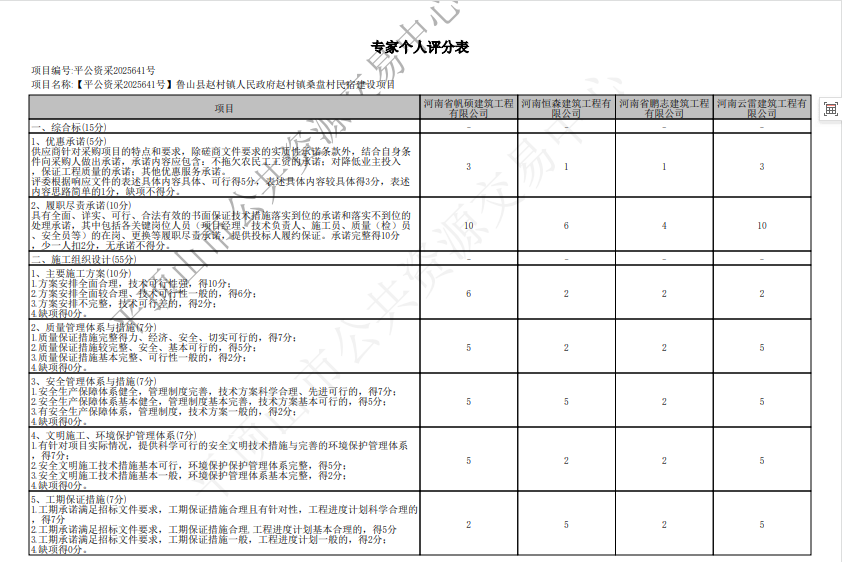 专家个人评分表
项目编号:平公资采2025641号
项目名称:【平公资采2025641号】鲁山县赵村镇人民政府赵村镇桑盘村民宿建设项目
项目 河南省帆硕建筑工程有限公司 河南恒森建筑工程有限公司 河南省鹏志建筑工程有限公司 河南云雷建筑工程有限公司
一、综合标(15分) - - - -
1、优惠承诺(5分)
供应商针对采购项目的特点和要求，除磋商文件要求的实质性承诺条款外，结合自身条
件向采购人做出承诺，承诺内容应包含：不拖欠农民工工资的承诺；对降低业主投入
，保证工程质量的承诺；其他优惠服务承诺。
评委根据响应文件的表述具体内容具体、可行得5分，表述具体内容较具体得3分，表述
内容思路简单的1分，缺项不得分。
3 1 1 3
2、履职尽责承诺(10分)
具有全面、详实、可行、合法有效的书面保证技术措施落实到位的承诺和落实不到位的
处理承诺，其中包括各关键岗位人员（项目经理、技术负责人、施工员、质量（检）员
、安全员等）的在岗、更换等履职尽责承诺，提供投标人履约保证。承诺完整得10分
，少一人扣2分，无承诺不得分。
10 6 4 10
二、施工组织设计(55分) - - - -
1、主要施工方案(10分)
1.方案安排全面合理，技术可行性强，得10分；
2.方案安排全面较合理、技术可行性一般的，得6分；
3.方案安排不完整，技术可行差的，得2分；
4.缺项得0分。
6 2 2 2
2、质量管理体系与措施(7分)
1.质量保证措施完整得力、经济、安全、切实可行的，得7分；
2.质量保证措施较完整、安全、基本可行的，得5分；
3.质量保证措施基本完整、可行性一般的，得2分；
4.缺项得0分。
5 2 2 5
3、安全管理体系与措施(7分)
1.安全生产保障体系健全，管理制度完善，技术方案科学合理、先进可行的，得7分；
2.安全生产保障体系基本健全，管理制度基本完善，技术方案基本可行的，得5分；
3.有安全生产保障体系，管理制度，技术方案一般的，得2分；
4.缺项得0分。
5 5 2 5
4、文明施工、环境保护管理体系(7分)
1.有针对项目实际情况，提供科学可行的安全文明技术措施与完善的环境保护管理体系
，得7分；
2.安全文明施工技术措施基本可行，环境保护保护管理体系完整，得5分；
3.安全文明施工技术措施基本一般，环境保护管理体系基本完整，得2分；
4.缺项得0分。
5 2 2 5
5、工期保证措施(7分)
1.工期承诺满足招标文件要求，工期保证措施合理且有针对性，工程进度计划科学合理的
，得7分
2.工期承诺满足招标文件要求，工期保证措施合理,工程进度计划基本合理的，得5分
3.工期承诺满足招标文件要求，工期保证措施一般，工程进度计划一般的，得2分；
4.缺项得0分。
2 5 2 5
平顶山市公共资源交易中心
平顶山市公共资源交易中心